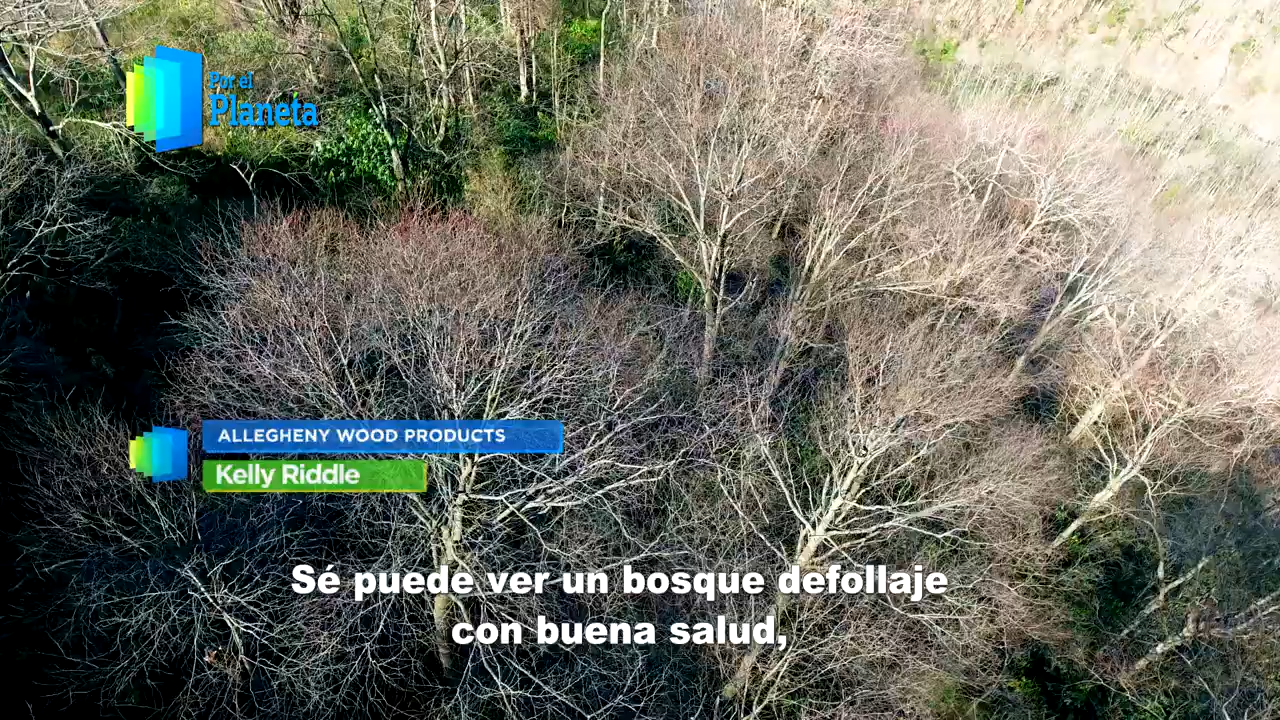 Por el
Planeta
ALLEGHENY WOOD PRODUCTS
Kelly Riddle
Sé puede ver un bosque defollaje
con buena salud,